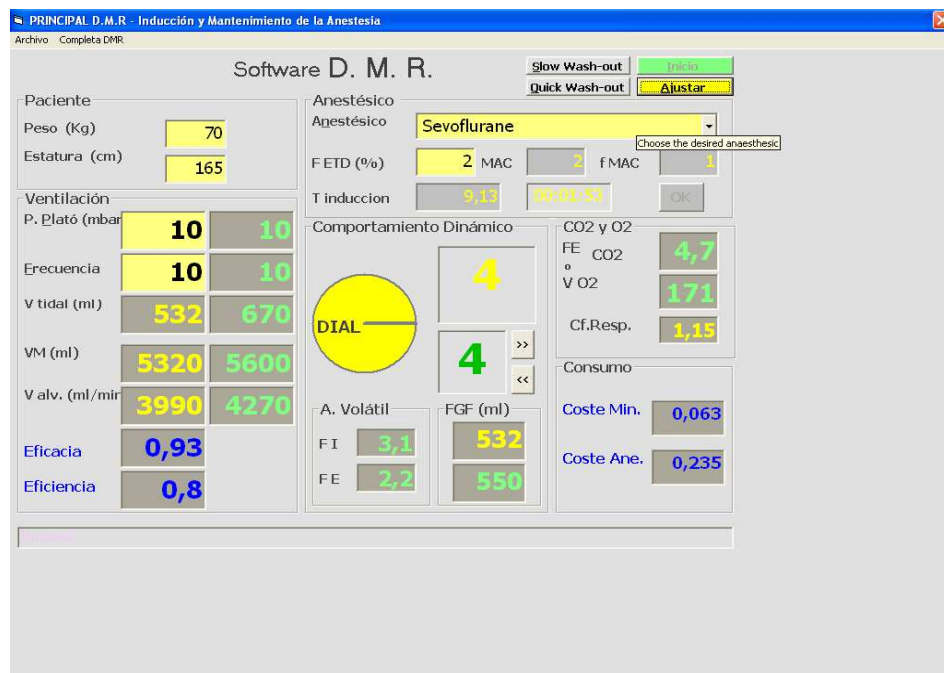 PRINCIPAL D.M.R - Inducción y Mantenimiento de la Anestesia
Archivo Completa DMR
Software D. M. R.
Slow Wash-out Inicio
Quick Wash-out Ajustar
Paciente
Peso (Kg) 70
Estatura (cm) 165
Anestésico
Anestésico Sevoflurane
Choose the desired anaesthesic
F ETD (%) 2 MAC 2 f MAC 1
T induccion 9,13 00:01:53 OK
Ventilación
P. Plató (mbar 10 10
Frecuencia 10 10
V tidal (ml) 532 670
VM (ml) 5320 5600
V alv. (ml/min 3990 4270
Eficacia 0,93
Eficiencia 0,8
Comportamiento Dinámico
4
DIAL
4 >>
<<
A. Volátil
F I 3,1
F E 2,2
FGF (ml)
532
550
CO2 y O2
FE CO2 4,7
º
V O2 171
Cf.Resp. 1,15
Consumo
Coste Min. 0,063
Coste Ane. 0,235